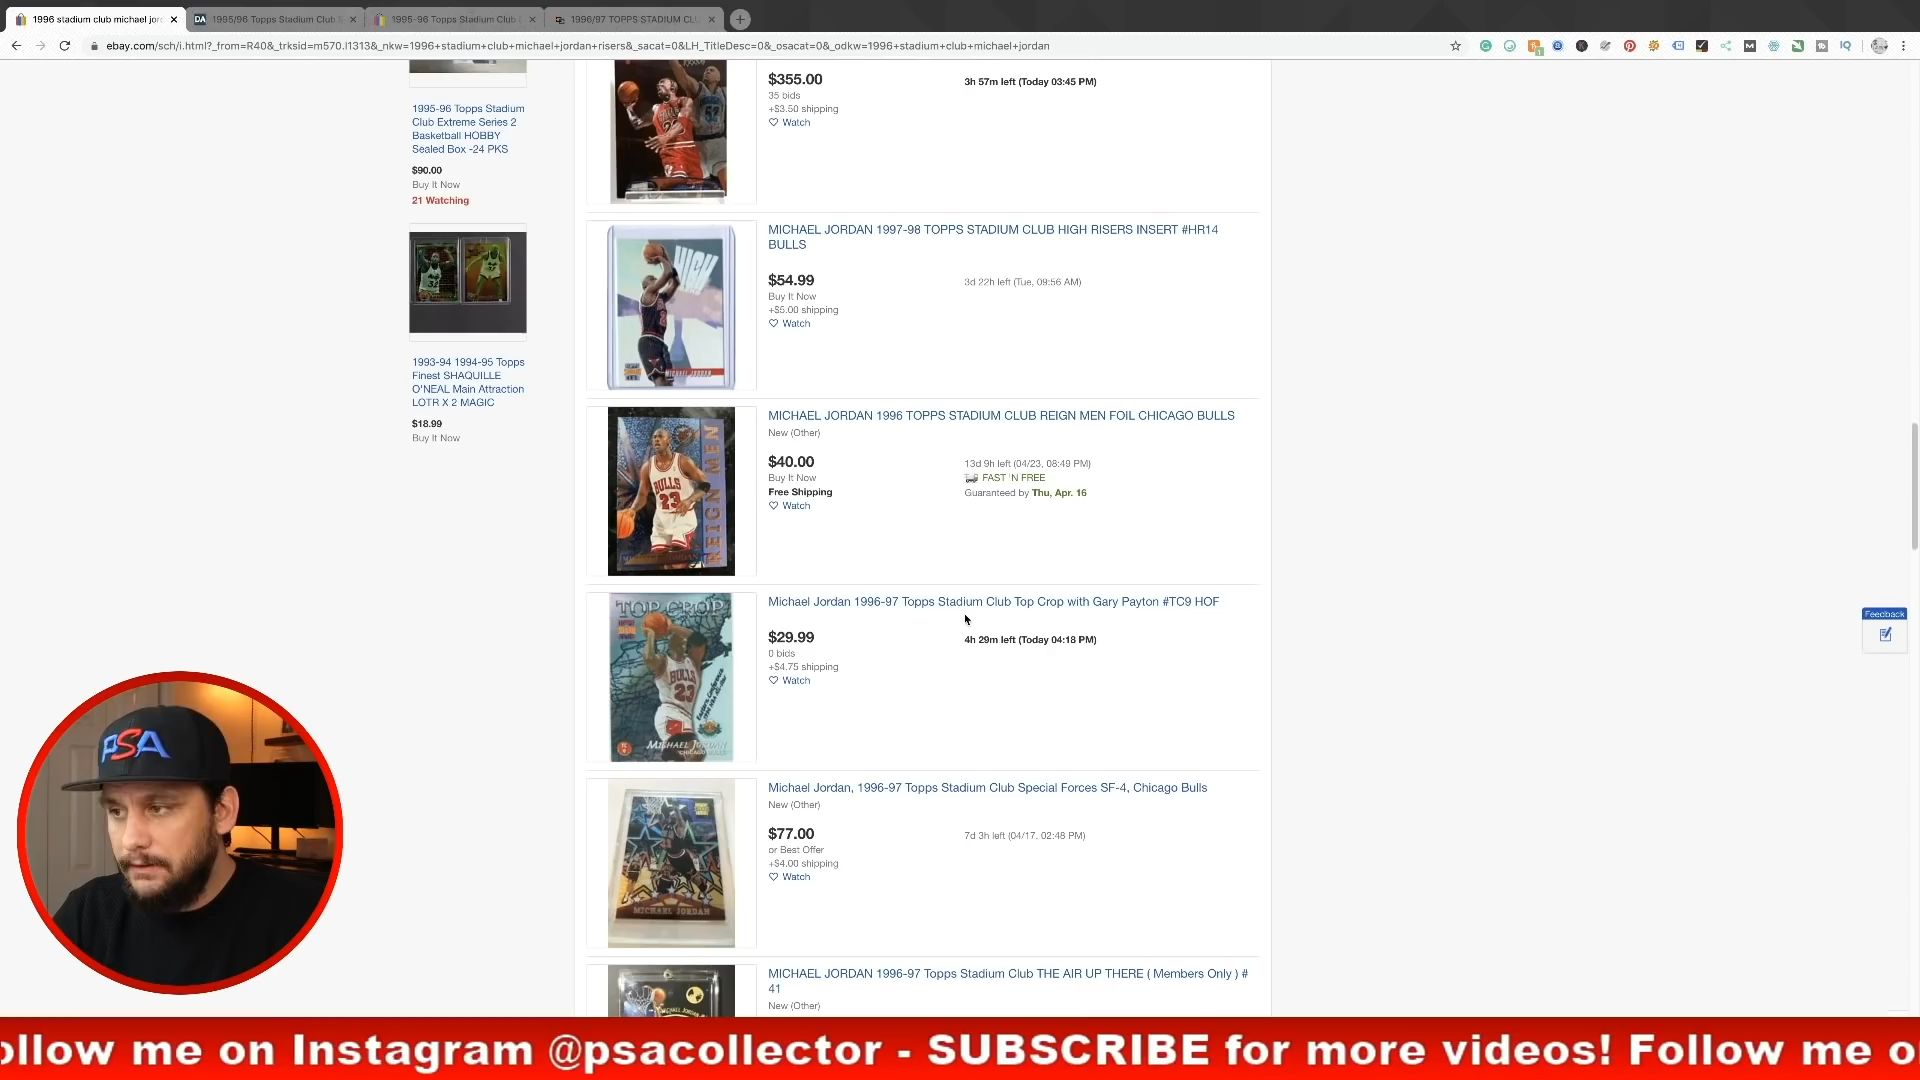 1996 stadium club michael jor
1995/96 Topps Stadium Club
1995-96 Topps Stadium Club
1996/97 TOPPS STADIUM CLU
ebay.com/sch/i.html?_from=R40&_trksid=m570.l1313&_nkw=1996+stadium+club+michael+jordan+risers&_sacat=0&LH_TitleDesc=0&_osacat=0&_odkw=1996+stadium+club+michael+jordan
1995-96 Topps Stadium
Club Extreme Series 2
Basketball HOBBY
Sealed Box -24 PKS
$90.00
Buy It Now
21 Watching
1993-94 1994-95 Topps
Finest SHAQUILLE
O'NEAL Main Attraction
LOTR X 2 MAGIC
$18.99
Buy It Now
$355.00
3h 57m left (Today 03:45 PM)
35 bids
+$3.50 shipping
Watch
MICHAEL JORDAN 1997-98 TOPPS STADIUM CLUB HIGH RISERS INSERT #HR14
BULLS
$54.99
3d 22h left (Tue, 09:56 AM)
Buy It Now
+$5.00 shipping
Watch
HIGH
MICHAEL JORDAN
MICHAEL JORDAN 1996 TOPPS STADIUM CLUB REIGN MEN FOIL CHICAGO BULLS
New (Other)
$40.00
13d 9h left (04/23, 08:49 PM)
Buy It Now
FAST 'N FREE
Free Shipping
Guaranteed by Thu, Apr. 16
Watch
REIGN MEN
BULLS
23
Michael Jordan 1996-97 Topps Stadium Club Top Crop with Gary Payton #TC9 HOF
$29.99
4h 29m left (Today 04:18 PM)
0 bids
+$4.75 shipping
Watch
TOP CROP
BULLS
23
MICHAEL JORDAN
Michael Jordan, 1996-97 Topps Stadium Club Special Forces SF-4, Chicago Bulls
New (Other)
$77.00
7d 3h left (04/17, 02:48 PM)
or Best Offer
+$4.00 shipping
Watch
MICHAEL JORDAN
MICHAEL JORDAN 1996-97 Topps Stadium Club THE AIR UP THERE ( Members Only ) #
41
New (Other)
Feedback
PSA
ollow me on Instagram @psacollector - SUBSCRIBE for more videos! Follow me o